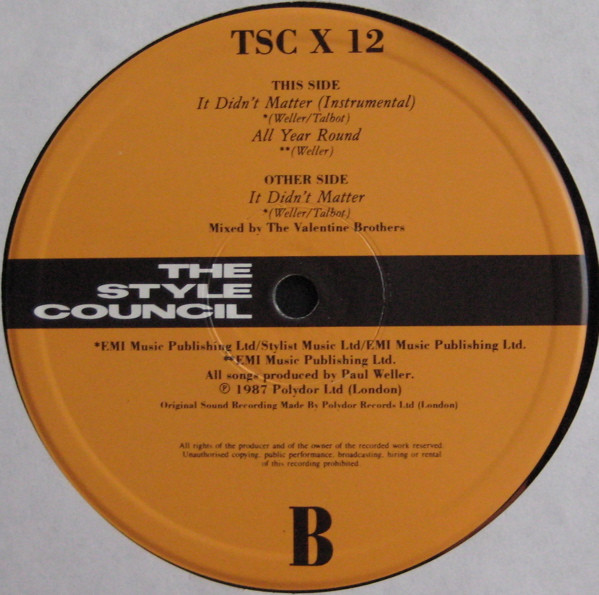 TSC X 12
THIS SIDE
It Didn't Matter (Instrumental)
*(Weller/Talbot)
All Year Round
**(Weller)
OTHER SIDE
It Didn't Matter
*(Weller/Talbot)
Mixed by The Valentine Brothers
THE
STYLE
COUNCIL
*EMI Music Publishing Ltd/Stylist Music Ltd/EMI Music Publishing Ltd.
**EMI Music Publishing Ltd.
All songs produced by Paul Weller.
℗ 1987 Polydor Ltd (London)
Original Sound Recording Made By Polydor Records Ltd (London)
All rights of the producer and of the owner of the recorded work reserved.
Unauthorised copying, public performance, broadcasting, hiring or rental
of this recording prohibited.
B